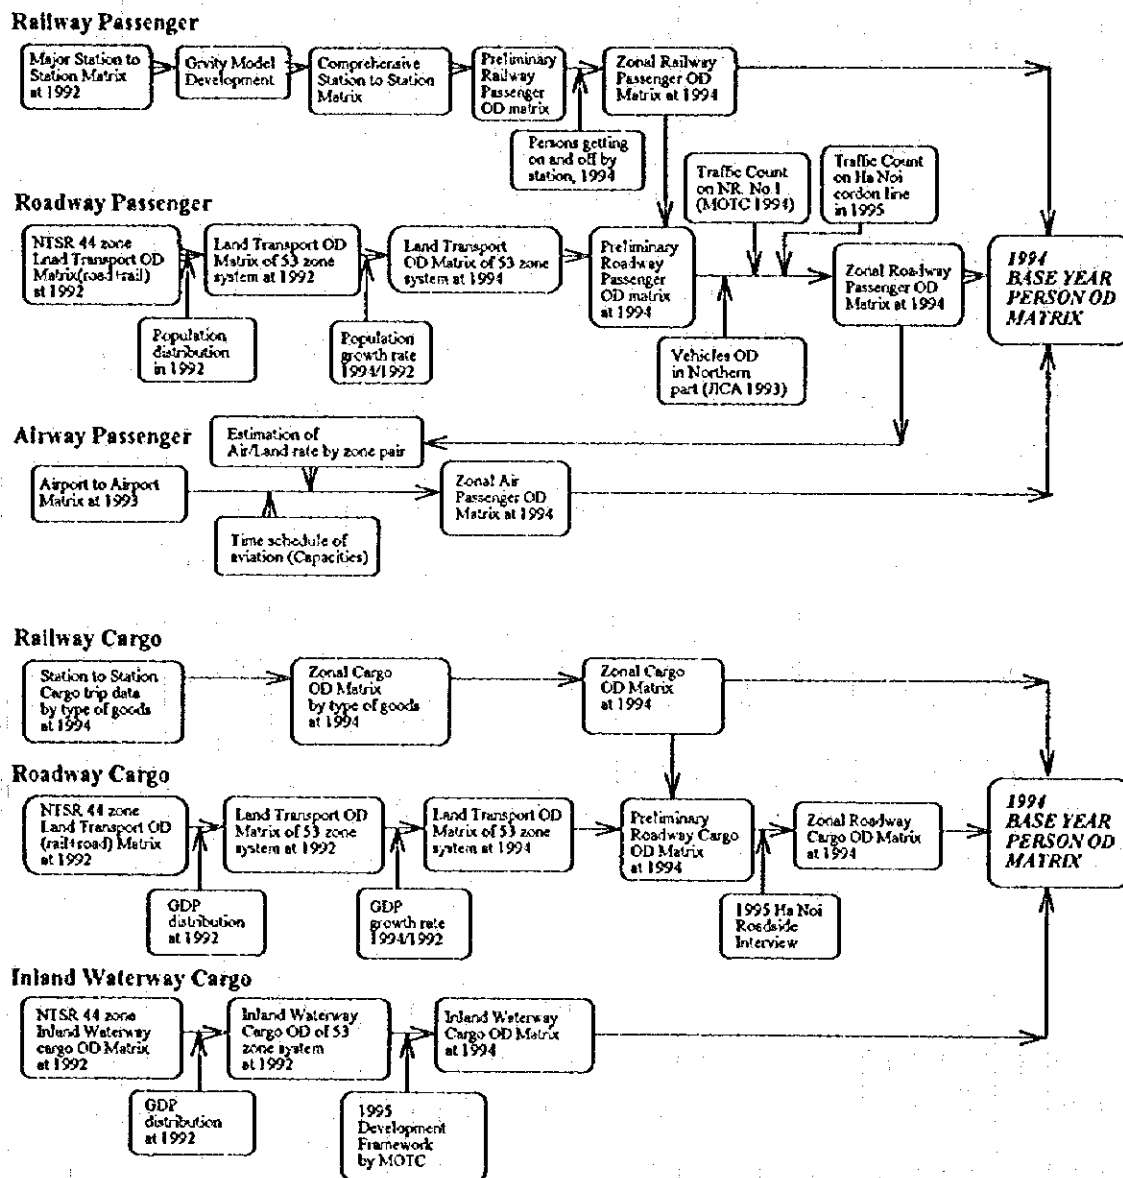 Railway Passenger
Major Station to
Station Matrix
at 1992
Grvity Model
Development
Comprehensive
Station to Station
Matrix
Preliminary
Railway
Passenger
OD matrix
Zonal Railway
Passenger OD
Matrix at 1994
Persons getting
on and off by
station, 1994
Traffic Count
on NR. No.1
(MOTC 1994)
Traffic Count
on Ha Noi
cordon line
in 1995
Roadway Passenger
NTSR 44 zone
Lnad Transport OD
Matrix(road+rail)
at 1992
Land Transport OD
Matrix of 53 zone
system at 1992
Land Transport
OD Matrix of 53 zone
system at 1994
Preliminary
Roadway
Passenger
OD matrix
at 1994
Zonal Roadway
Passenger OD
Matrix at 1994
1994
BASE YEAR
PERSON OD
MATRIX
Population
distribution
in 1992
Population
growth rate
1994/1992
Vehicles OD
in Northern
part (JICA 1993)
Airway Passenger
Estimation of
Air/Land rate by zone pair
Airport to Airport
Matrix at 1993
Zonal Air
Passenger OD
Matrix at 1994
Time schedule of
aviation (Capacities)
Railway Cargo
Station to Station
Cargo trip data
by type of goods
at 1994
Zonal Cargo
OD Matrix
by type of goods
at 1994
Zonal Cargo
OD Matrix
at 1994
Roadway Cargo
NTSR 44 zone
Land Transport OD
(rail+road) Matrix
at 1992
Land Transport OD
Matrix of 53 zone
system at 1992
Land Transport OD
Matrix of 53 zone
system at 1994
Preliminary
Roadway Cargo
OD Matrix
at 1994
Zonal Roadway
Cargo OD Matrix
at 1994
1994
BASE YEAR
PERSON OD
MATRIX
GDP
distribution
at 1992
GDP
growth rate
1994/1992
1995 Ha Noi
Roadside
Interview
Inland Waterway Cargo
NTSR 44 zone
Inland Waterway
cargo OD Matrix
at 1992
Inland Waterway
Cargo OD of 53
zone system
at 1992
Inland Waterway
Cargo OD Matrix
at 1994
GDP
distribution
at 1992
1995
Development
Framework
by MOTC